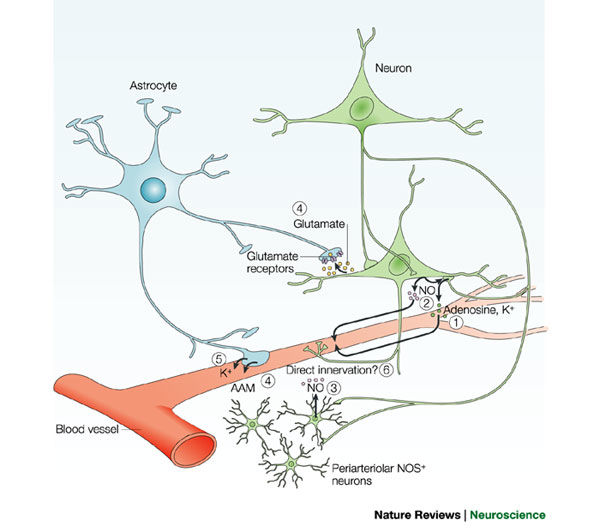 Neuron
Astrocyte
④
Glutamate
Glutamate
receptors
NO
②
Adenosine, K⁺
①
⑤
K⁺
④
AAM
Direct innervation? ⑥
NO ③
Blood vessel
Periarteriolar NOS⁺
neurons
Nature Reviews | Neuroscience